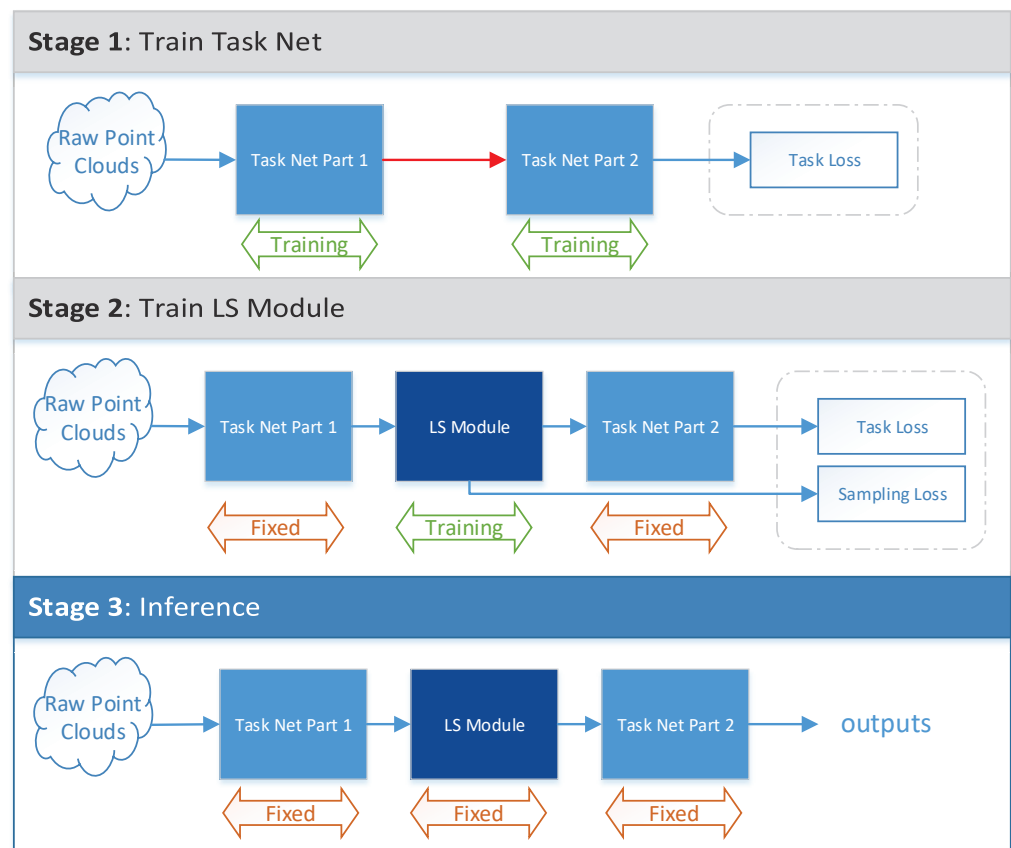 Stage 1: Train Task Net
Raw Point
Clouds
Task Net Part 1
Task Net Part 2
Task Loss
Training
Training
Stage 2: Train LS Module
Raw Point
Clouds
Task Net Part 1
LS Module
Task Net Part 2
Task Loss
Sampling Loss
Fixed
Training
Fixed
Stage 3: Inference
Raw Point
Clouds
Task Net Part 1
LS Module
Task Net Part 2
outputs
Fixed
Fixed
Fixed